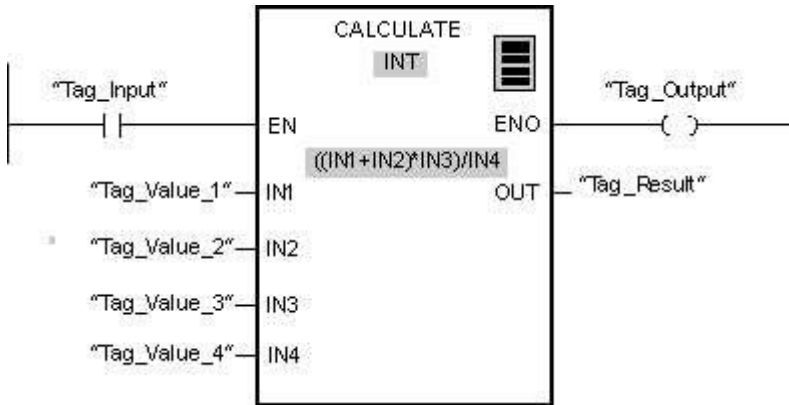 CALCULATE
INT
"Tag_Input"
"Tag_Output"
EN
ENO
((IN1+IN2)*IN3)/IN4
"Tag_Value_1"
IN1
OUT
"Tag_Result"
"Tag_Value_2"
IN2
"Tag_Value_3"
IN3
"Tag_Value_4"
IN4